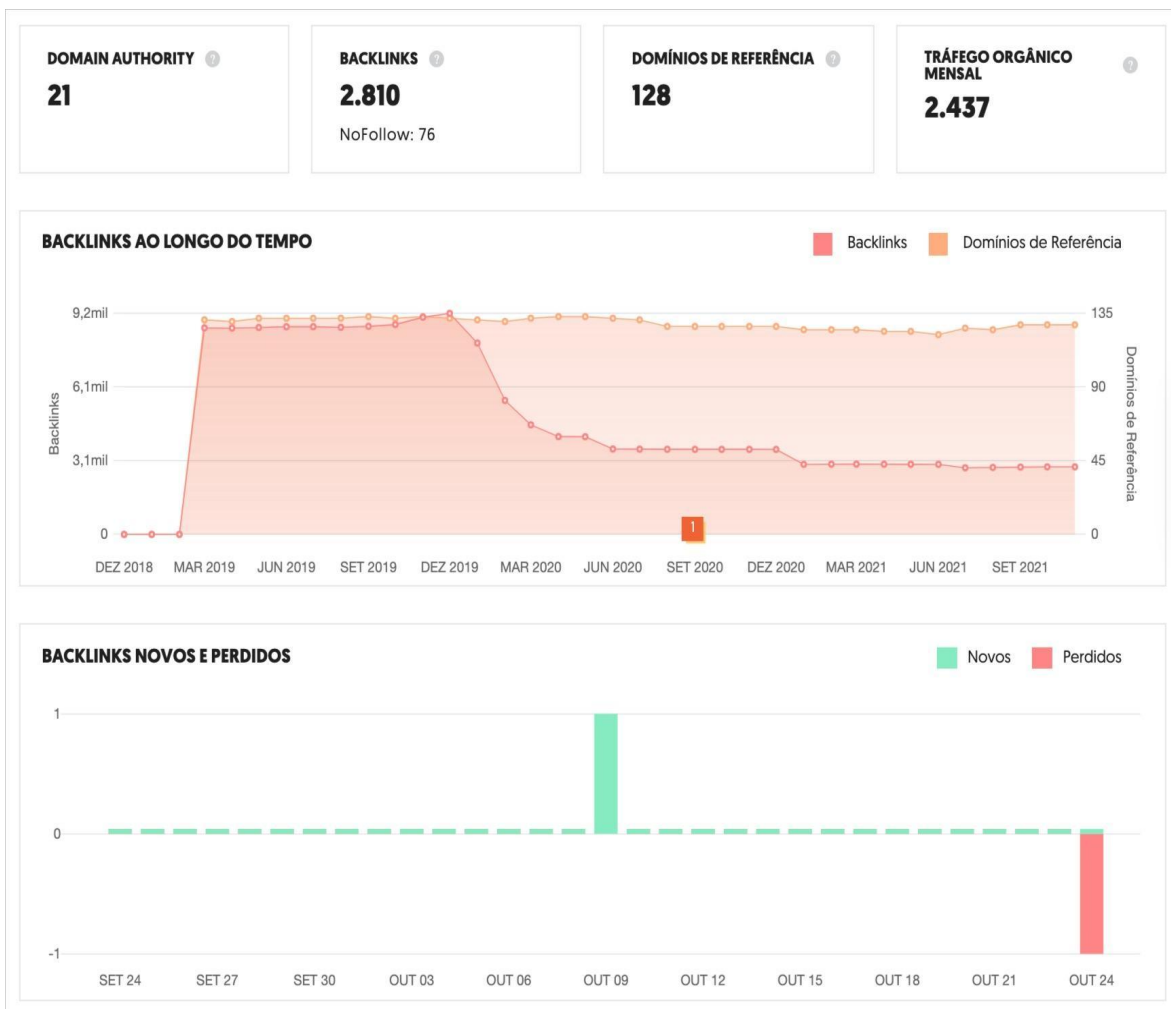 DOMAIN AUTHORITY ?
21
BACKLINKS ?
2.810
NoFollow: 76
DOMÍNIOS DE REFERÊNCIA ?
128
TRÁFEGO ORGÂNICO
MENSAL ?
2.437
BACKLINKS AO LONGO DO TEMPO
Backlinks
Domínios de Referência
9,2mil
6,1mil
3,1mil
0
Backlinks
135
90
45
0
Domínios de Referência
1
DEZ 2018 MAR 2019 JUN 2019 SET 2019 DEZ 2019 MAR 2020 JUN 2020 SET 2020 DEZ 2020 MAR 2021 JUN 2021 SET 2021
BACKLINKS NOVOS E PERDIDOS
Novos
Perdidos
1
0
-1
SET 24 SET 27 SET 30 OUT 03 OUT 06 OUT 09 OUT 12 OUT 15 OUT 18 OUT 21 OUT 24